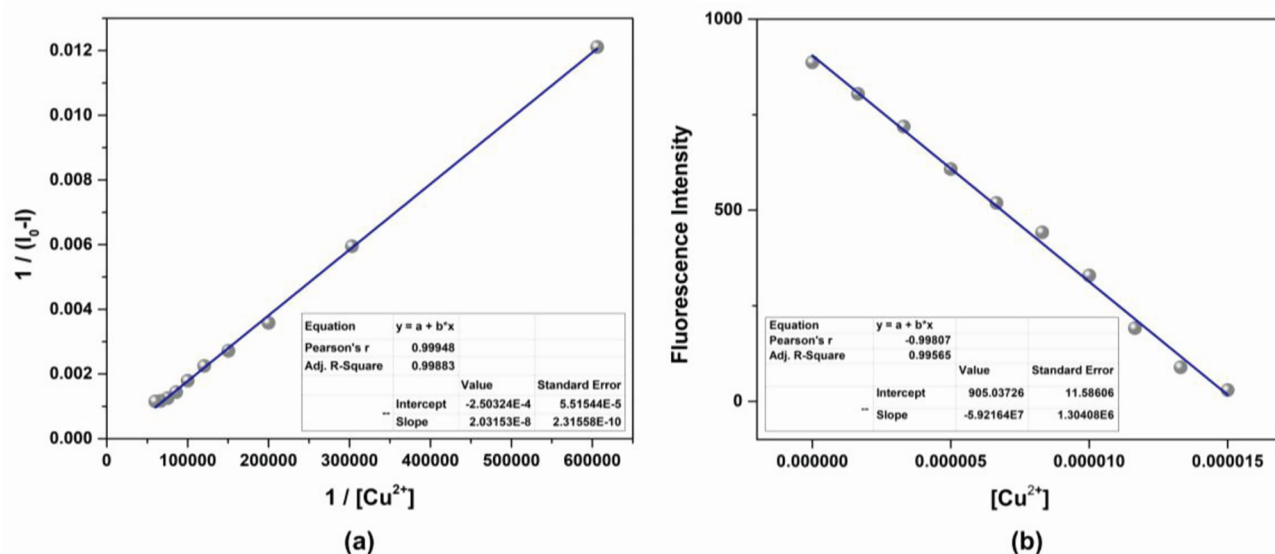 0.012
0.010
0.008
0.006
0.004
0.002
0.000
1 / (I₀-I)
0 100000 200000 300000 400000 500000 600000
1 / [Cu²⁺]
Equation y = a + b*x
Pearson's r 0.99948
Adj. R-Square 0.99883
Value Standard Error
-- Intercept -2.50324E-4 5.51544E-5
Slope 2.03153E-8 2.31558E-10
(a)
1000
500
0
Fluorescence Intensity
0.000000 0.000005 0.000010 0.000015
[Cu²⁺]
Equation y = a + b*x
Pearson's r -0.99807
Adj. R-Square 0.99565
Value Standard Error
-- Intercept 905.03726 11.58606
Slope -5.92164E7 1.30408E6
(b)